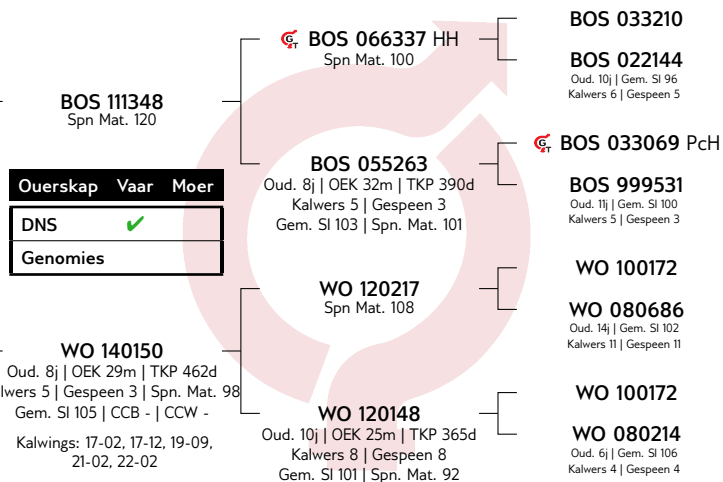 BOS 111348
Spn Mat. 120
Ouerskap Vaar Moer
DNS ✔
Genomies
WO 140150
Oud. 8j | OEK 29m | TKP 462d
lwers 5 | Gespeen 3 | Spn. Mat. 98
Gem. SI 105 | CCB - | CCW -
Kalwings: 17-02, 17-12, 19-09,
21-02, 22-02
GT BOS 066337 HH
Spn Mat. 100
BOS 055263
Oud. 8j | OEK 32m | TKP 390d
Kalwers 5 | Gespeen 3
Gem. SI 103 | Spn. Mat. 101
WO 120217
Spn Mat. 108
WO 120148
Oud. 10j | OEK 25m | TKP 365d
Kalwers 8 | Gespeen 8
Gem. SI 101 | Spn. Mat. 92
BOS 033210
BOS 022144
Oud. 10j | Gem. SI 96
Kalwers 6 | Gespeen 5
GT BOS 033069 PcH
BOS 999531
Oud. 11j | Gem. SI 100
Kalwers 5 | Gespeen 3
WO 100172
WO 080686
Oud. 14j | Gem. SI 102
Kalwers 11 | Gespeen 11
WO 100172
WO 080214
Oud. 6j | Gem. SI 106
Kalwers 4 | Gespeen 4